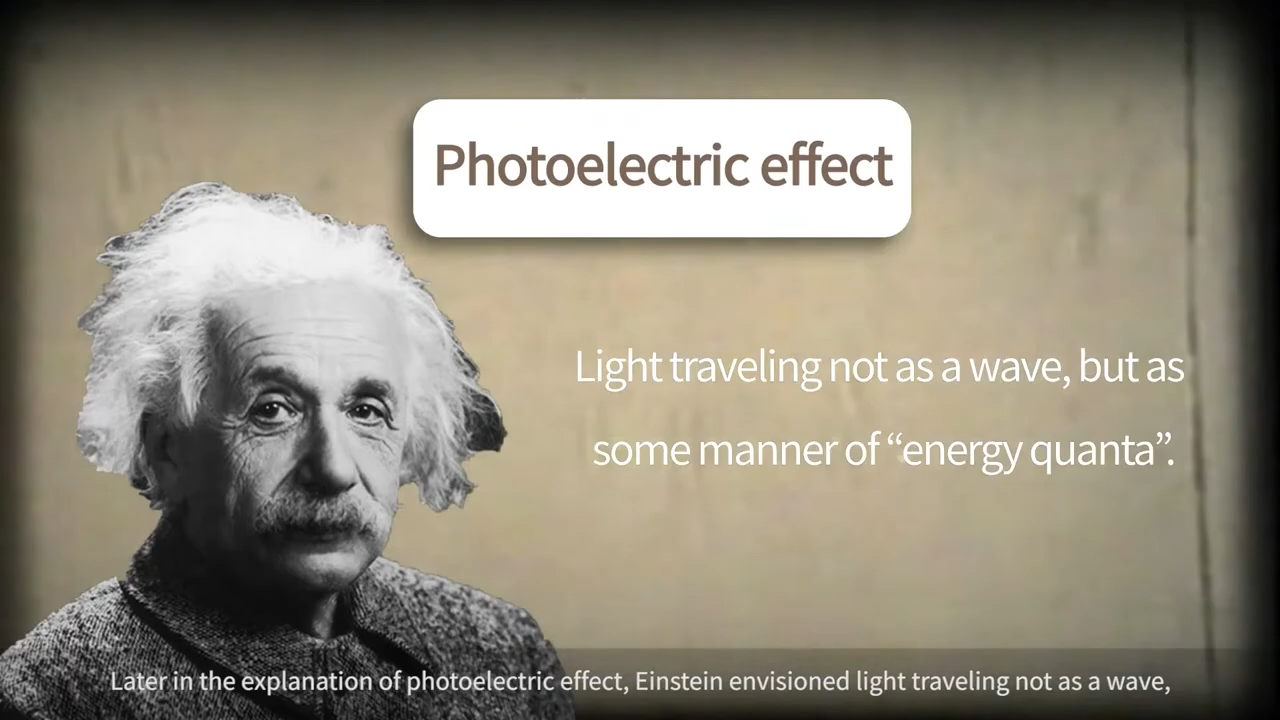 Photoelectric effect
Light traveling not as a wave, but as
some manner of “energy quanta”.
Later in the explanation of photoelectric effect, Einstein envisioned light traveling not as a wave,